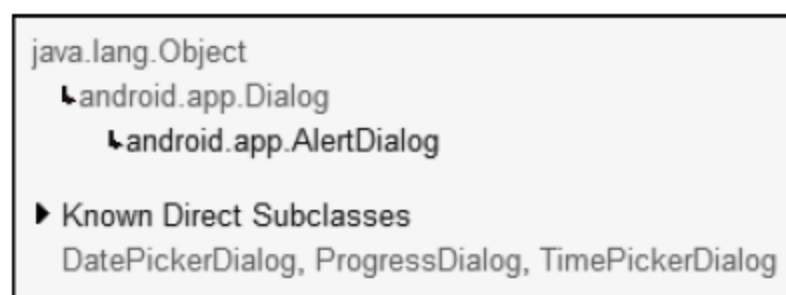 java.lang.Object
android.app.Dialog
android.app.AlertDialog
Known Direct Subclasses
DatePickerDialog, ProgressDialog, TimePickerDialog